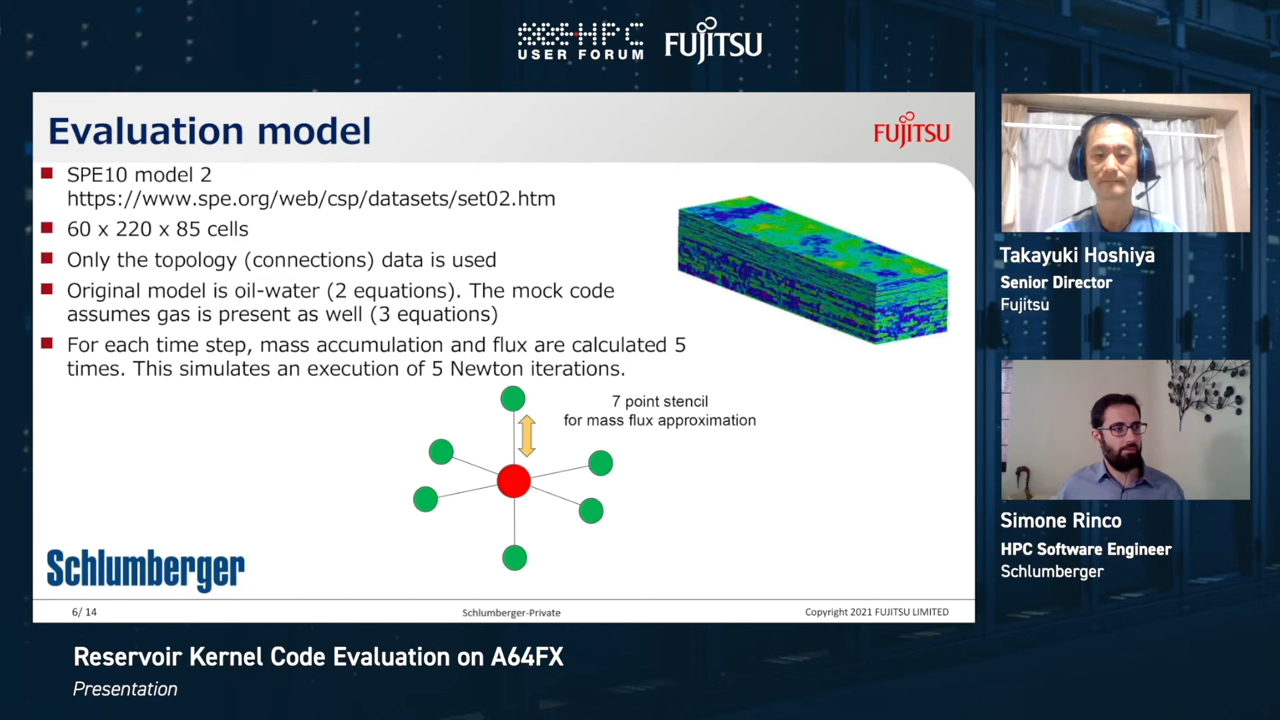 HPC
USER FORUM
FUJITSU
Evaluation model
FUJITSU
SPE10 model 2
https://www.spe.org/web/csp/datasets/set02.htm
60 x 220 x 85 cells
Only the topology (connections) data is used
Original model is oil-water (2 equations). The mock code
assumes gas is present as well (3 equations)
For each time step, mass accumulation and flux are calculated 5
times. This simulates an execution of 5 Newton iterations.
7 point stencil
for mass flux approximation
Schlumberger
6/ 14
Schlumberger-Private
Copyright 2021 FUJITSU LIMITED
Takayuki Hoshiya
Senior Director
Fujitsu
Simone Rinco
HPC Software Engineer
Schlumberger
Reservoir Kernel Code Evaluation on A64FX
Presentation